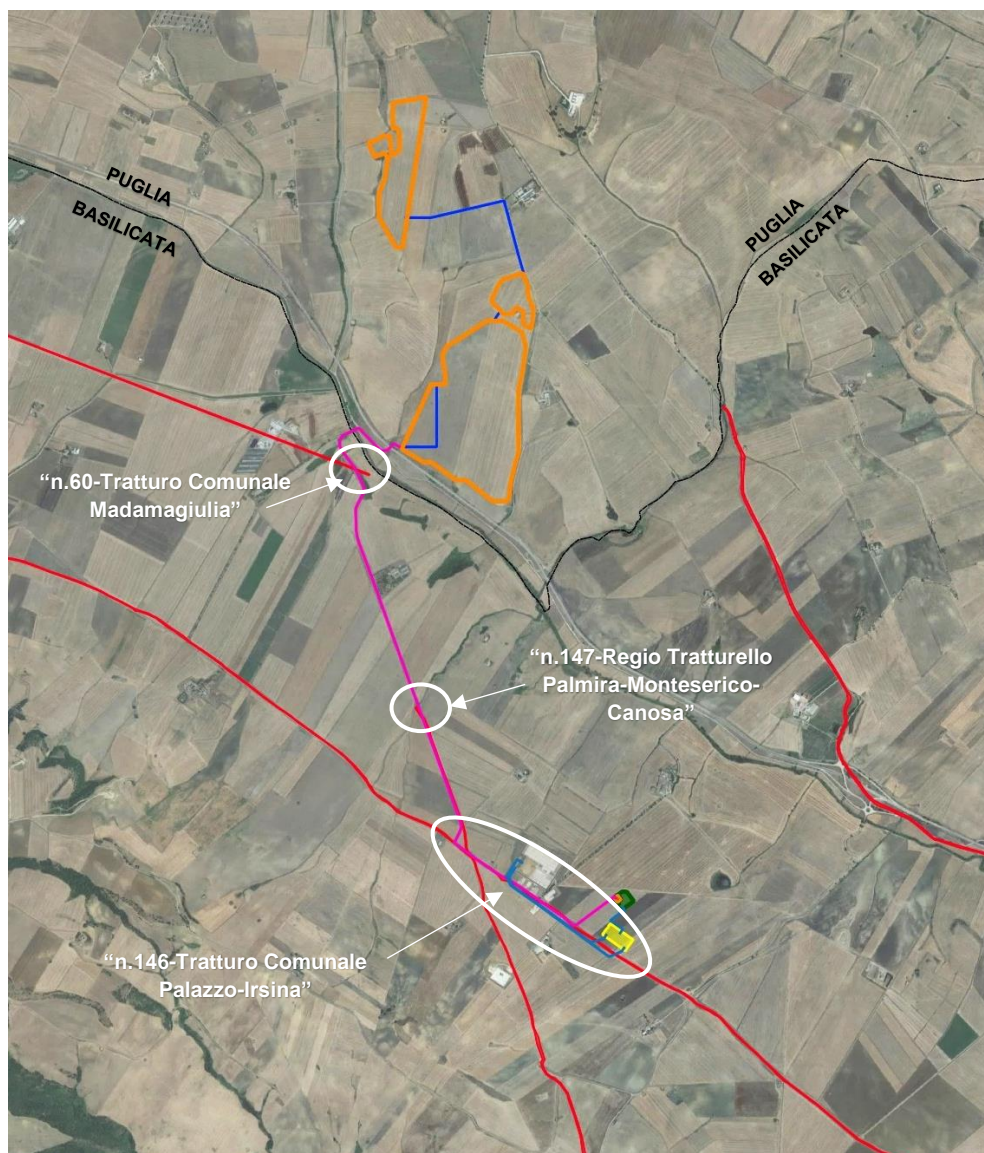 PUGLIA
BASILICATA
PUGLIA
BASILICATA
“n.60-Tratturo Comunale
Madamagiulia”
“n.147-Regio Tratturello
Palmira-Monteserico-
Canosa”
“n.146-Tratturo Comunale
Palazzo-Irsina”